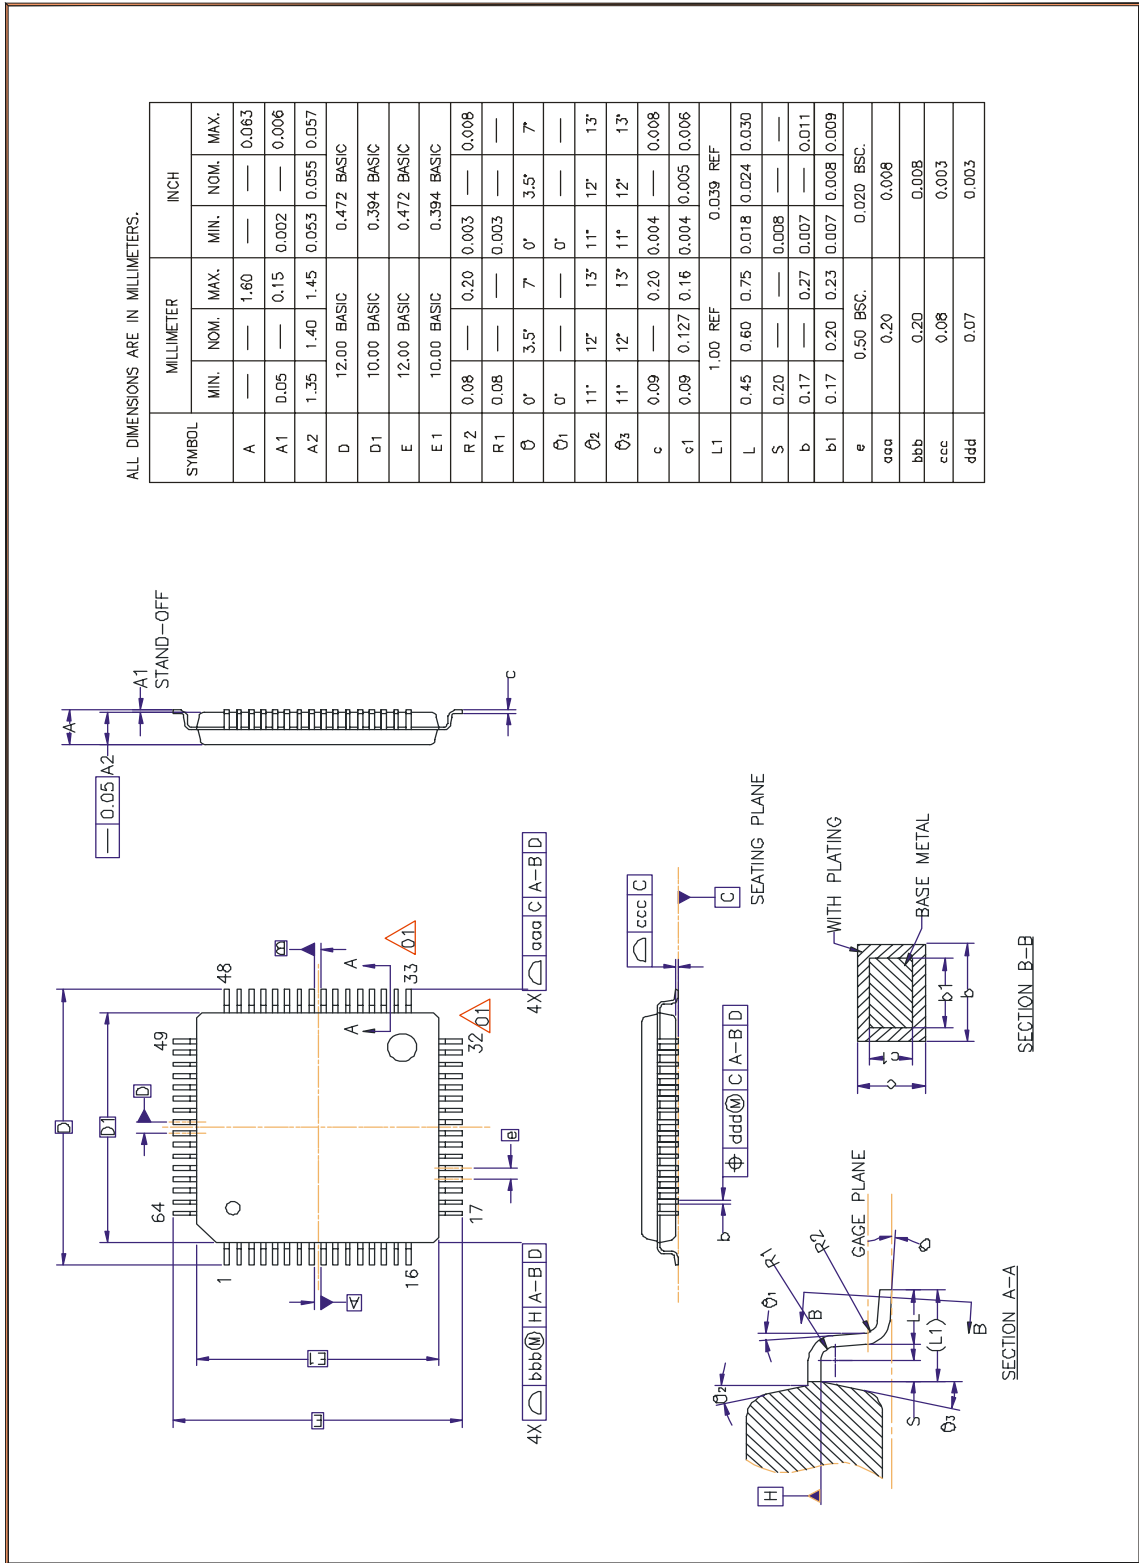 ALL DIMENSIONS ARE IN MILLIMETERS.
SYMBOL MILLIMETER INCH
MIN. NOM. MAX. MIN. NOM. MAX.
A — — 1.60 — — 0.063
A1 0.05 — 0.15 0.002 — 0.006
A2 1.35 1.40 1.45 0.053 0.055 0.057
D 12.00 BASIC 0.472 BASIC
D1 10.00 BASIC 0.394 BASIC
E 12.00 BASIC 0.472 BASIC
E1 10.00 BASIC 0.394 BASIC
R2 0.08 — 0.20 0.003 — 0.008
R1 0.08 — — 0.003 — —
θ 0° 3.5° 7° 0° 3.5° 7°
θ1 0° — — 0° — —
θ2 11° 12° 13° 11° 12° 13°
θ3 11° 12° 13° 11° 12° 13°
c 0.09 — 0.20 0.004 — 0.008
c1 0.09 0.127 0.16 0.004 0.005 0.006
L1 1.00 REF 0.039 REF
L 0.45 0.60 0.75 0.018 0.024 0.030
S 0.20 — — 0.008 — —
b 0.17 — 0.27 0.007 — 0.011
b1 0.17 0.20 0.23 0.007 0.008 0.009
e 0.50 BSC. 0.020 BSC.
aaa 0.20 0.008
bbb 0.20 0.008
ccc 0.08 0.003
ddd 0.07 0.003
— 0.05 A2
A
A1
STAND-OFF
c
D
D1
64 49
D
1 48
A B
E
E1
A A
16 33
e
17 32
01
01
4X ⌓ bbb Ⓜ H A-B D
4X ⌓ aaa C A-B D
⌓ ccc C
C
SEATING PLANE
b
⌖ ddd Ⓜ C A-B D
H
θ2
θ1
R1
R2
B
GAGE PLANE
θ
S
L
(L1)
θ3
B
SECTION A-A
WITH PLATING
BASE METAL
c
c1
b1
b
SECTION B-B